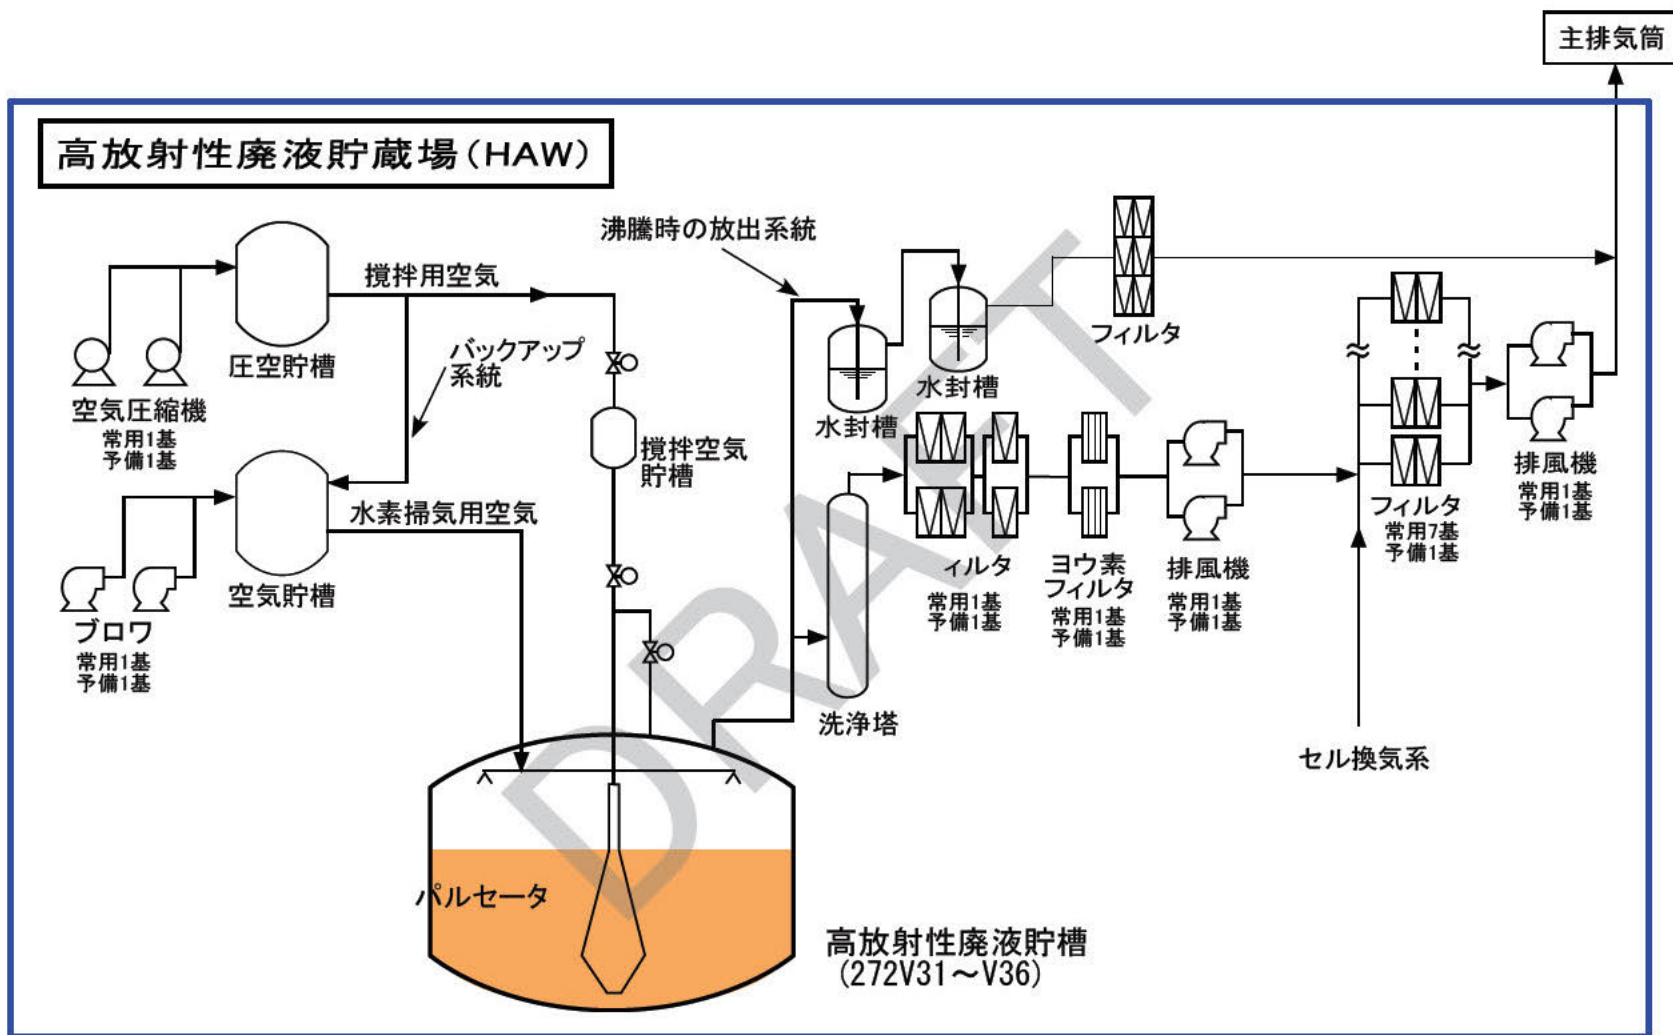 主排気筒
高放射性廃液貯蔵場(HAW)
沸騰時の放出系統
撹拌用空気
バックアップ
系統
圧空貯槽
空気圧縮機
常用1基
予備1基
撹拌空気
貯槽
水封槽
水封槽
フィルタ
水素掃気用空気
空気貯槽
ブロワ
常用1基
予備1基
洗浄塔
ィルタ
常用1基
予備1基
ヨウ素
フィルタ
常用1基
予備1基
排風機
常用1基
予備1基
フィルタ
常用7基
予備1基
排風機
常用1基
予備1基
セル換気系
パルセータ
高放射性廃液貯槽
(272V31～V36)
DRAFT